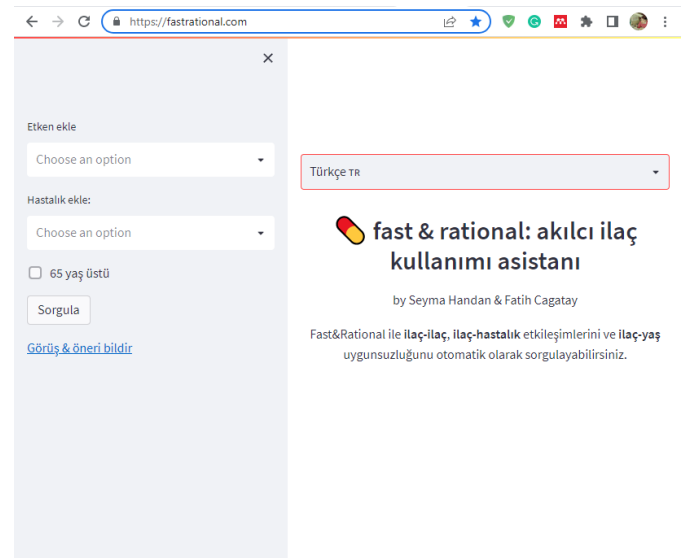 https://fastrational.com
Etken ekle
Choose an option
Hastalık ekle:
Choose an option
65 yaş üstü
Sorgula
Görüş & öneri bildir
Türkçe TR
fast & rational: akılcı ilaç
kullanımı asistanı
by Seyma Handan & Fatih Cagatay
Fast&Rational ile ilaç-ilaç, ilaç-hastalık etkileşimlerini ve ilaç-yaş
uygunsuzluğunu otomatik olarak sorgulayabilirsiniz.